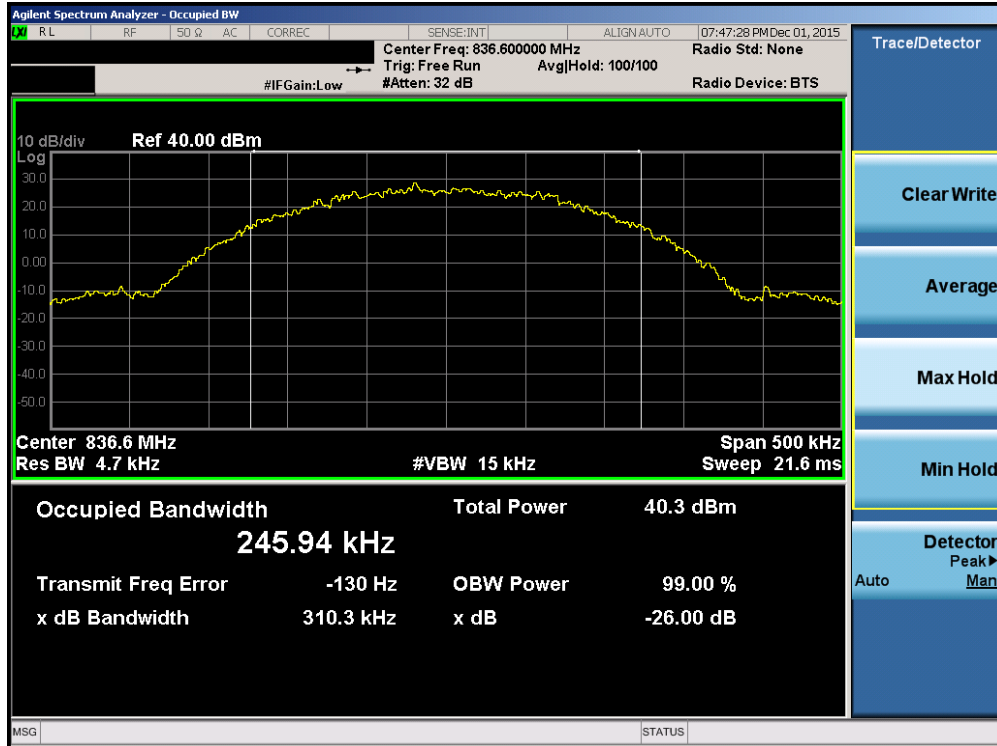 Agilent Spectrum Analyzer - Occupied BW
LXI RL RF 50 Ω AC CORREC SENSE:INT ALIGN AUTO 07:47:28 PM Dec 01, 2015
Center Freq: 836.600000 MHz Radio Std: None
Trig: Free Run Avg|Hold: 100/100
#IFGain:Low #Atten: 32 dB Radio Device: BTS
10 dB/div Ref 40.00 dBm
Log
30.0
20.0
10.0
0.00
-10.0
-20.0
-30.0
-40.0
-50.0
Center 836.6 MHz Span 500 kHz
Res BW 4.7 kHz #VBW 15 kHz Sweep 21.6 ms
Occupied Bandwidth Total Power 40.3 dBm
245.94 kHz
Transmit Freq Error -130 Hz OBW Power 99.00 %
x dB Bandwidth 310.3 kHz x dB -26.00 dB
MSG STATUS
Trace/Detector
Clear Write
Average
Max Hold
Min Hold
Detector
Peak▶
Auto Man